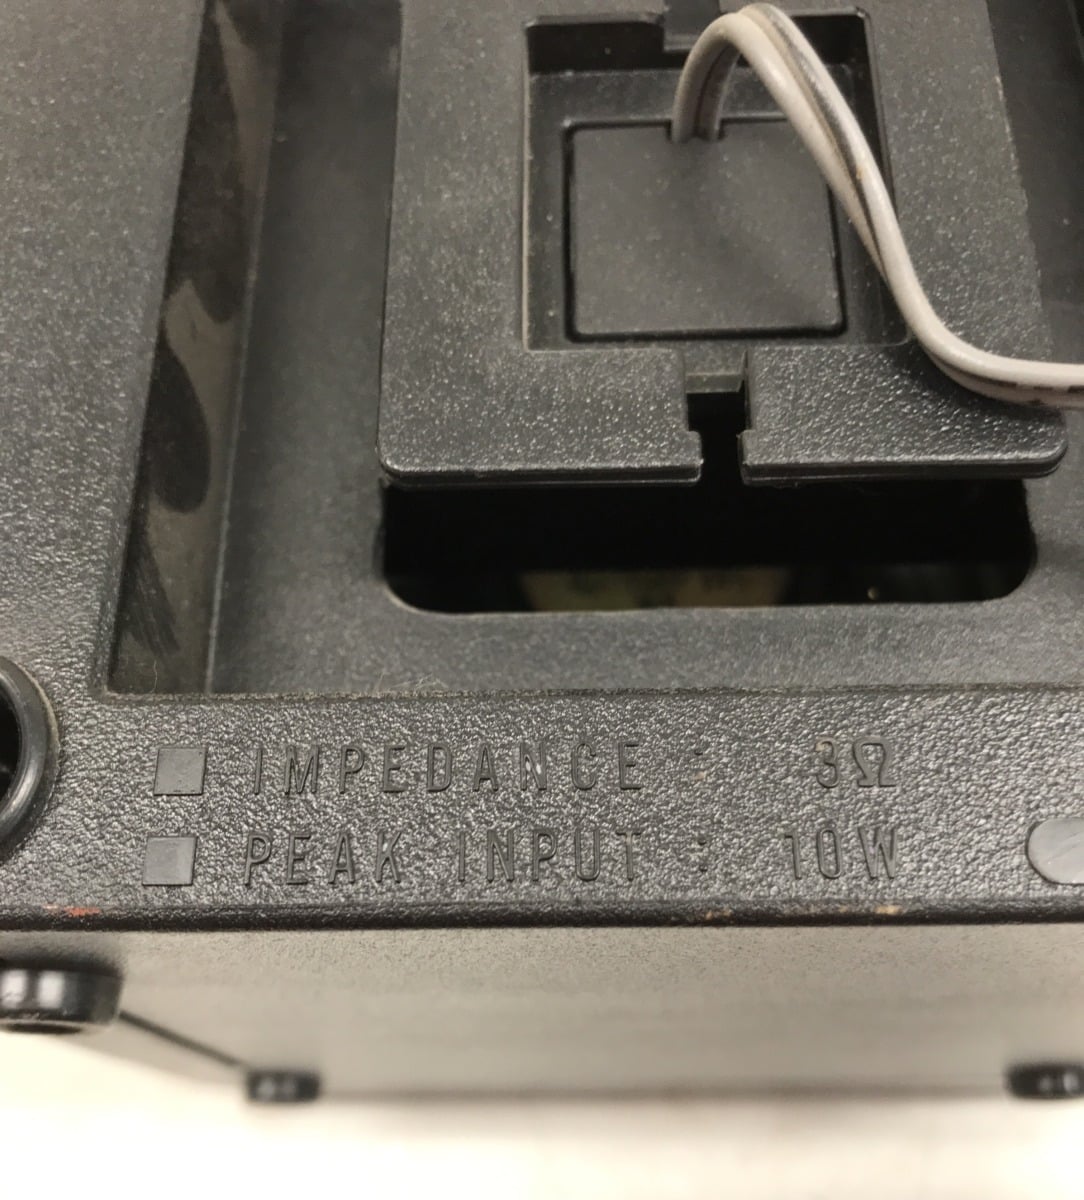 IMPEDANCE : 3Ω
PEAK INPUT : 10W